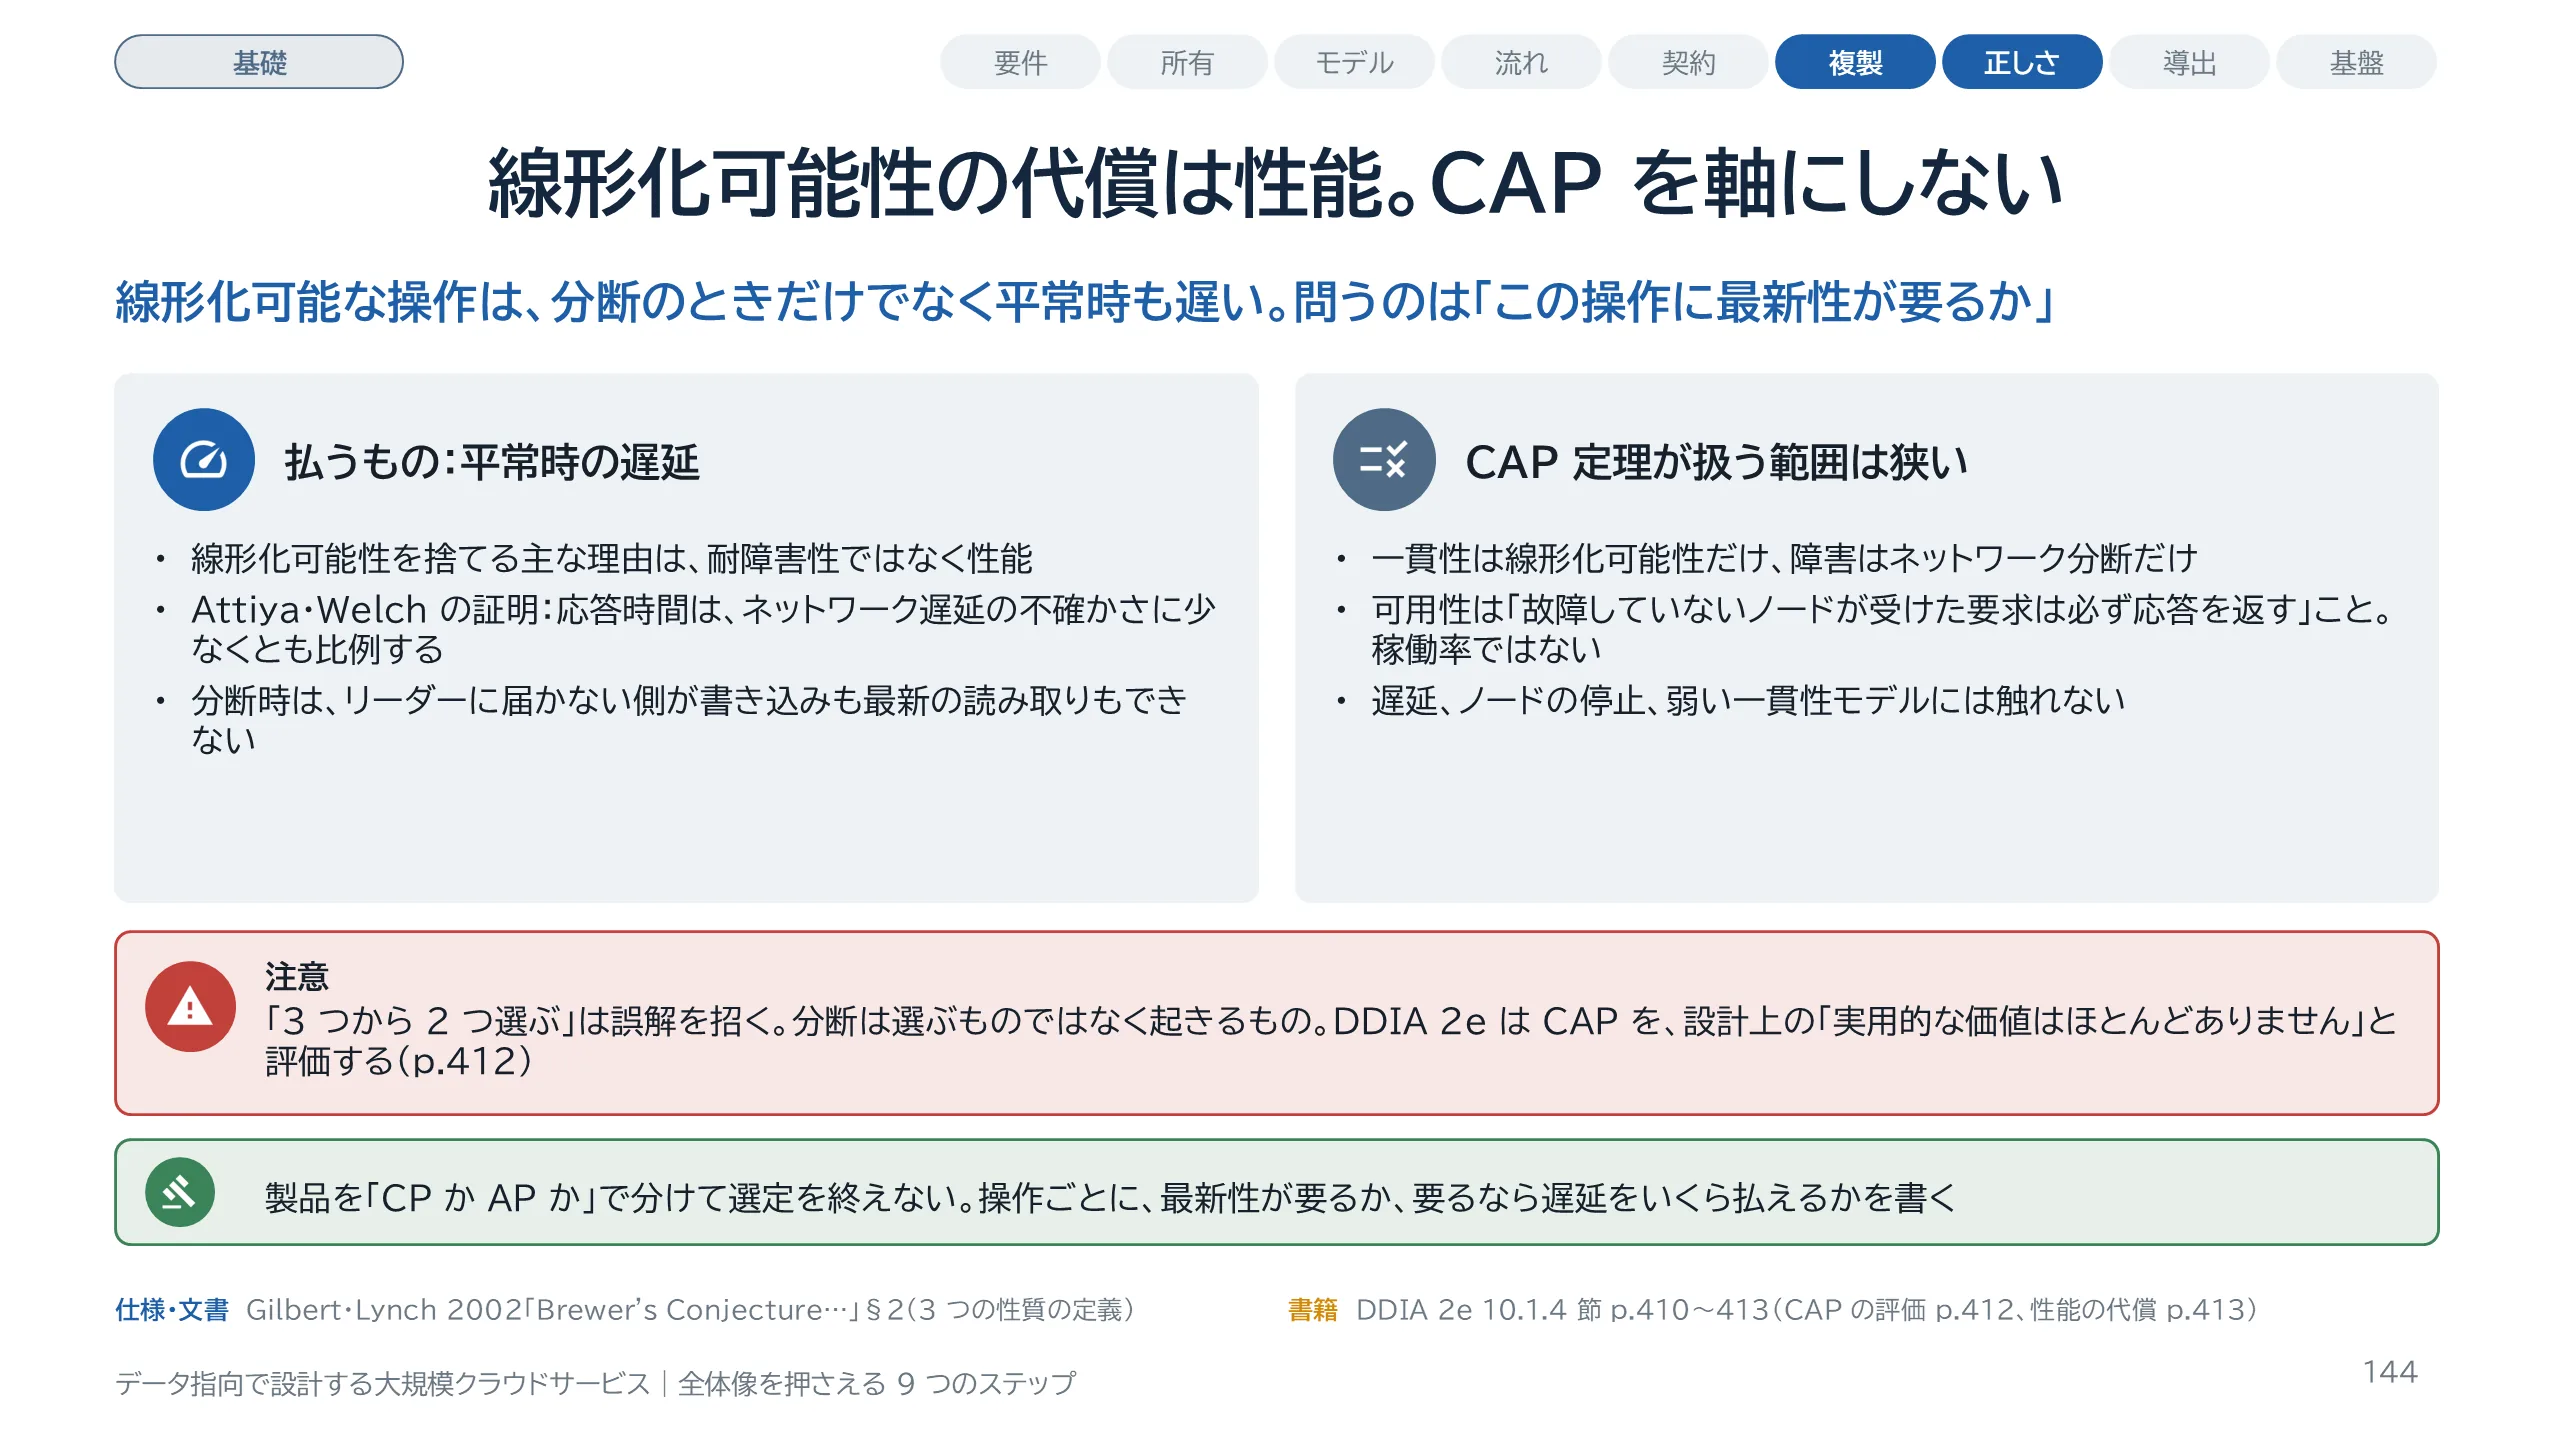 基礎
要件
所有
モデル
流れ
契約
複製
正しさ
導出
基盤
線形化可能性の代償は性能。CAP を軸にしない
線形化可能な操作は、分断のときだけでなく平常時も遅い。問うのは「この操作に最新性が要るか」
払うもの：平常時の遅延
・ 線形化可能性を捨てる主な理由は、耐障害性ではなく性能
・ Attiya・Welch の証明：応答時間は、ネットワーク遅延の不確かさに少
なくとも比例する
・ 分断時は、リーダーに届かない側が書き込みも最新の読み取りもでき
ない
CAP 定理が扱う範囲は狭い
・ 一貫性は線形化可能性だけ、障害はネットワーク分断だけ
・ 可用性は「故障していないノードが受けた要求は必ず応答を返す」こと。
稼働率ではない
・ 遅延、ノードの停止、弱い一貫性モデルには触れない
注意
「3 つから 2 つ選ぶ」は誤解を招く。分断は選ぶものではなく起きるもの。DDIA 2e は CAP を、設計上の「実用的な価値はほとんどありません」と
評価する（p.412）
製品を「CP か AP か」で分けて選定を終えない。操作ごとに、最新性が要るか、要るなら遅延をいくら払えるかを書く
仕様・文書 Gilbert・Lynch 2002「Brewer’s Conjecture…」§2（3 つの性質の定義）
書籍 DDIA 2e 10.1.4 節 p.410〜413（CAP の評価 p.412、性能の代償 p.413）
データ指向で設計する大規模クラウドサービス｜全体像を押さえる 9 つのステップ
144